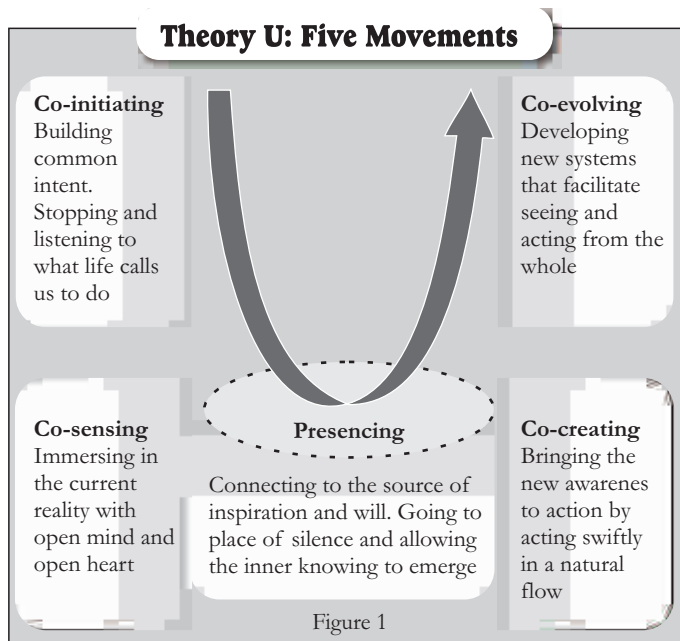 Theory U: Five Movements
Co-initiating
Building
common
intent.
Stopping and
listening to
what life calls
us to do
Co-sensing
Immersing in
the current
reality with
open mind and
open heart
Presencing
Connecting to the source of
inspiration and will. Going to
place of silence and allowing
the inner knowing to emerge
Co-creating
Bringing the
new awarenes
to action by
acting swiftly
in a natural
flow
Co-evolving
Developing
new systems
that facilitate
seeing and
acting from the
whole
Figure 1